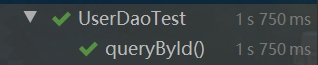 UserDaoTest 1 s 750 ms
queryById() 1 s 750 ms